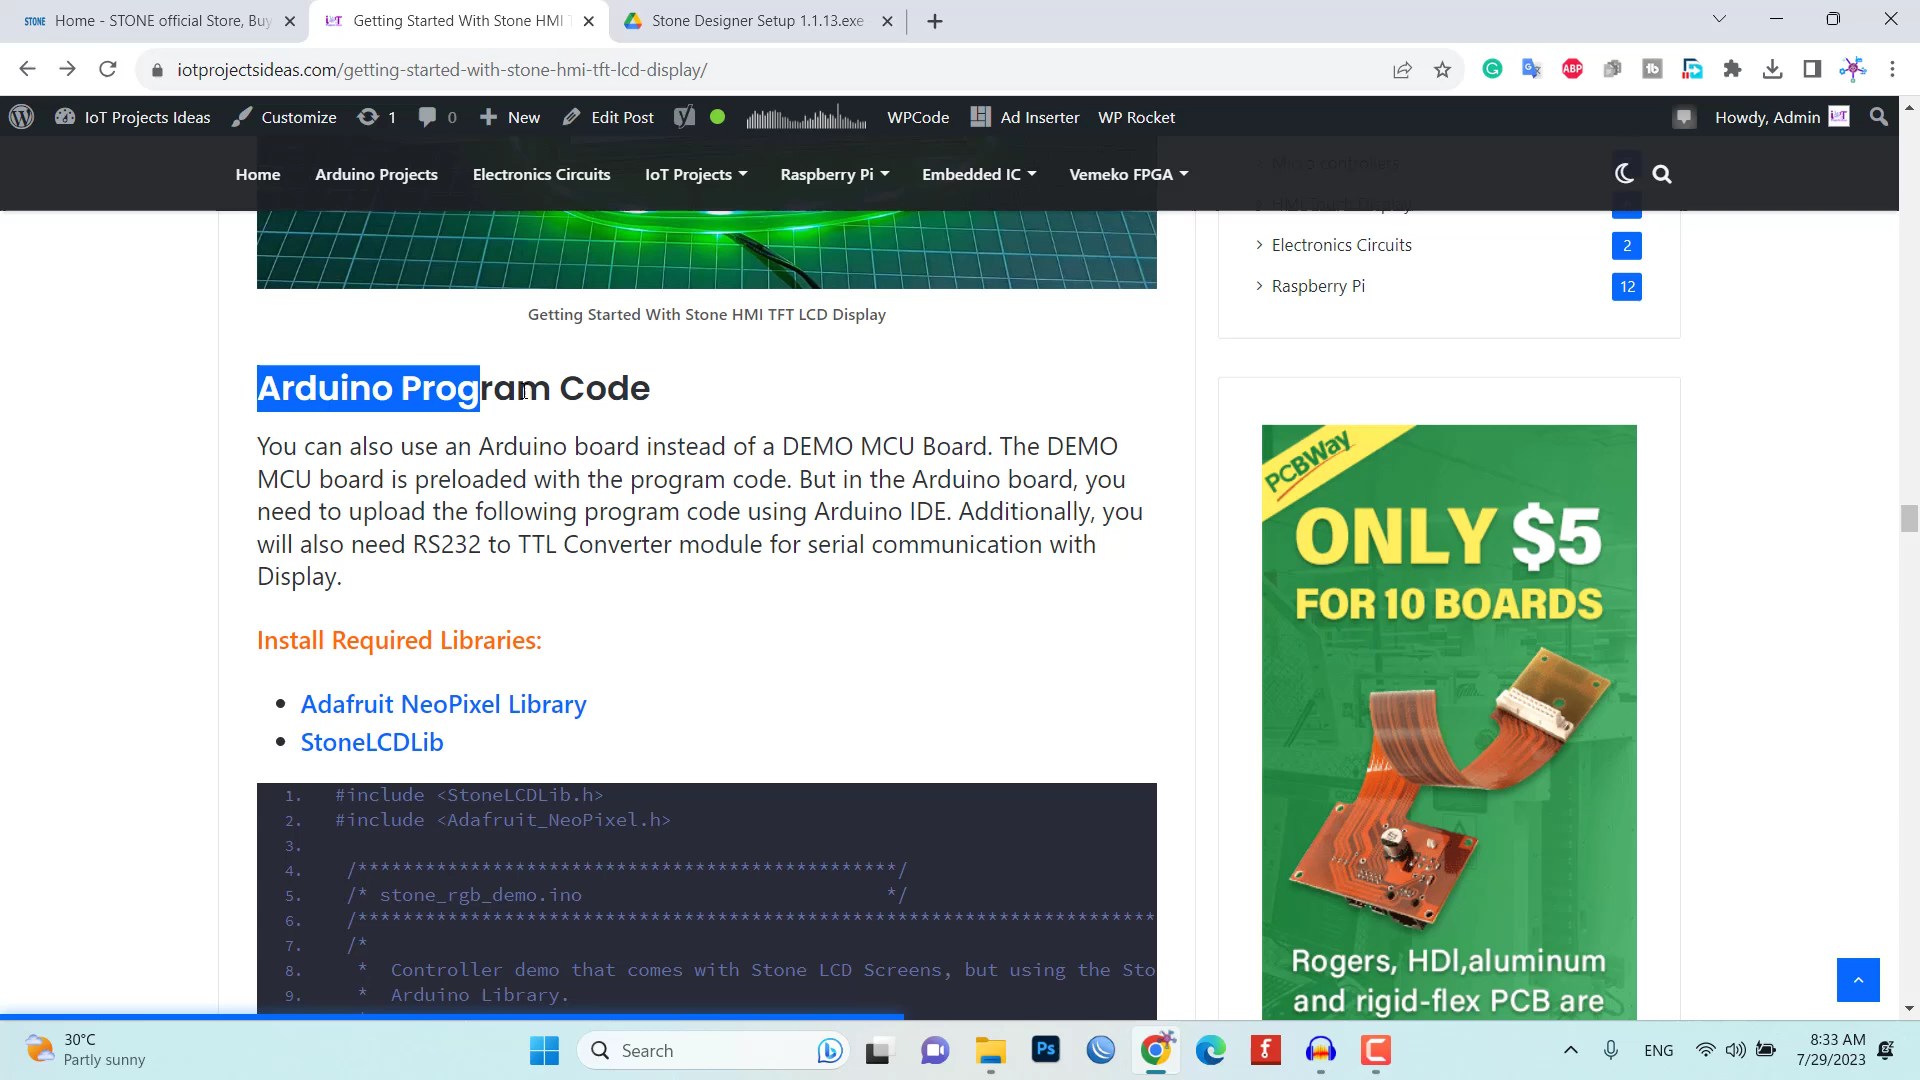 STONE Home - STONE official Store, Buy
Getting Started With Stone HMI T
Stone Designer Setup 1.1.13.exe
iotprojectsideas.com/getting-started-with-stone-hmi-tft-lcd-display/
IoT Projects Ideas Customize 1 0 New Edit Post WPCode Ad Inserter WP Rocket Howdy, Admin
Home Arduino Projects Electronics Circuits IoT Projects Raspberry Pi Embedded IC Vemeko FPGA
Micro controllers
Electronics Circuits 2
Raspberry Pi 12
Getting Started With Stone HMI TFT LCD Display
Arduino Program Code
You can also use an Arduino board instead of a DEMO MCU Board. The DEMO
MCU board is preloaded with the program code. But in the Arduino board, you
need to upload the following program code using Arduino IDE. Additionally, you
will also need RS232 to TTL Converter module for serial communication with
Display.
Install Required Libraries:
• Adafruit NeoPixel Library
• StoneLCDLib
1. #include <StoneLCDLib.h>
2. #include <Adafruit_NeoPixel.h>
3.
4. /************************************************/
5. /* stone_rgb_demo.ino */
6. /***********************************************************************
7. /*
8. * Controller demo that comes with Stone LCD Screens, but using the Sto
9. * Arduino Library.
PCBWay
ONLY $5
FOR 10 BOARDS
Rogers, HDI,aluminum
and rigid-flex PCB are
30°C
Partly sunny
Search
ENG
8:33 AM
7/29/2023